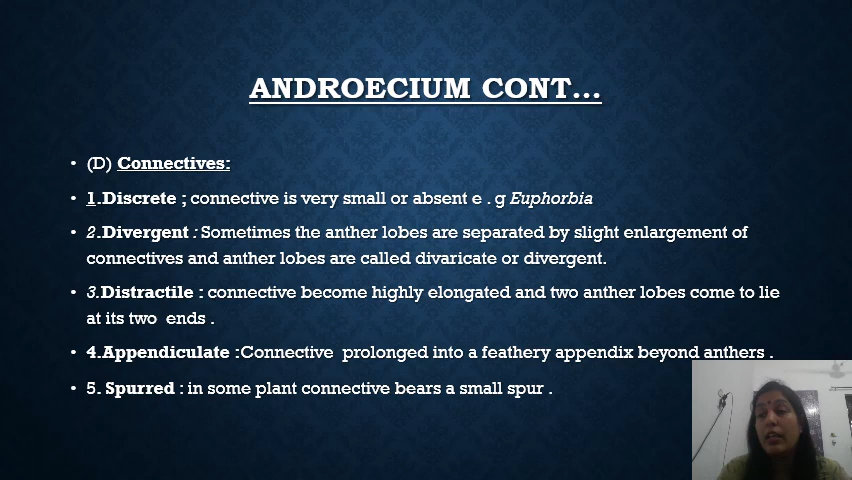 ANDROECIUM CONT...
• (D) Connectives:
• 1.Discrete ; connective is very small or absent e . g Euphorbia
• 2.Divergent : Sometimes the anther lobes are separated by slight enlargement of
connectives and anther lobes are called divaricate or divergent.
• 3.Distractile : connective become highly elongated and two anther lobes come to lie
at its two ends .
• 4.Appendiculate :Connective prolonged into a feathery appendix beyond anthers .
• 5. Spurred : in some plant connective bears a small spur .